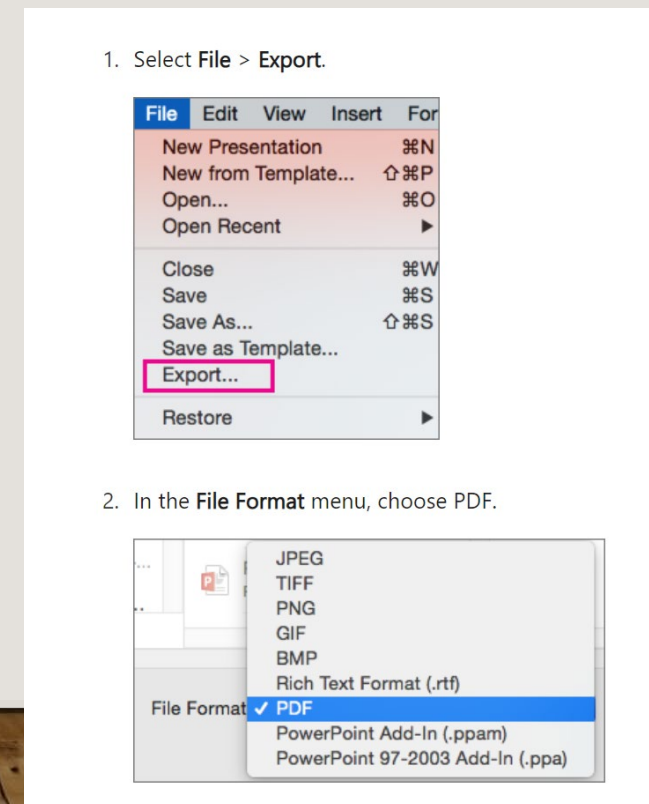 1. Select File > Export.
File Edit View Insert For
New Presentation ⌘N
New from Template... ⇧⌘P
Open... ⌘O
Open Recent ▶
Close ⌘W
Save ⌘S
Save As... ⇧⌘S
Save as Template...
Export...
Restore ▶
2. In the File Format menu, choose PDF.
JPEG
TIFF
PNG
GIF
BMP
Rich Text Format (.rtf)
File Format ✓ PDF
PowerPoint Add-In (.ppam)
PowerPoint 97-2003 Add-In (.ppa)